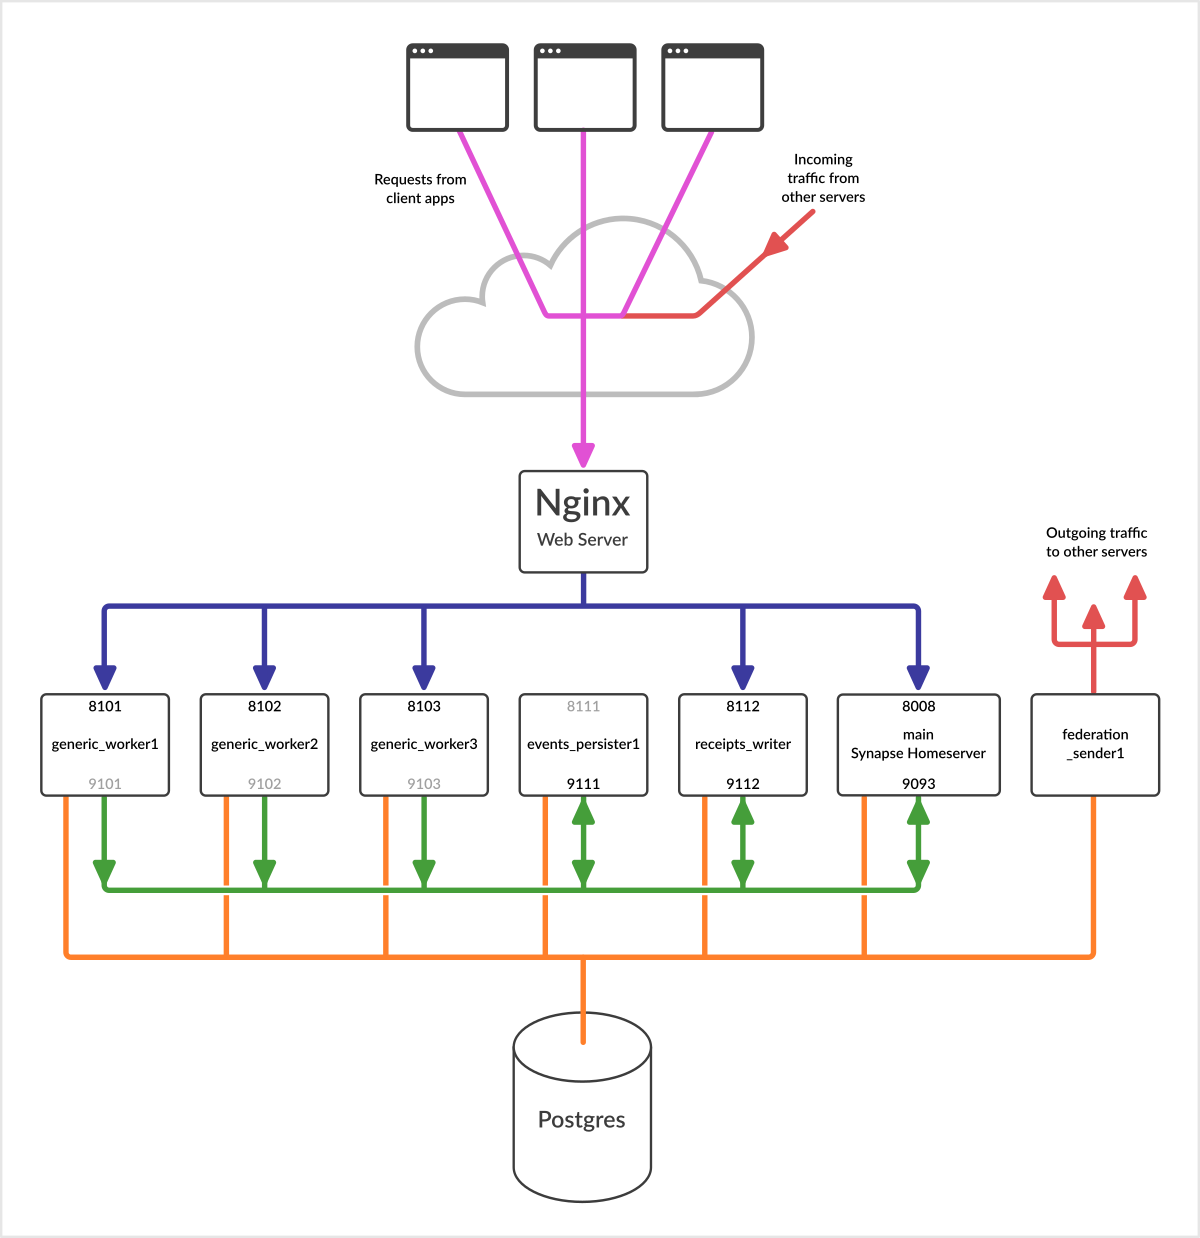 Requests from
client apps
Incoming
traffic from
other servers
Nginx
Web Server
Outgoing traffic
to other servers
8101
generic_worker1
9101
8102
generic_worker2
9102
8103
generic_worker3
9103
8111
events_persister1
9111
8112
receipts_writer
9112
8008
main
Synapse Homeserver
9093
federation
_sender1
Postgres